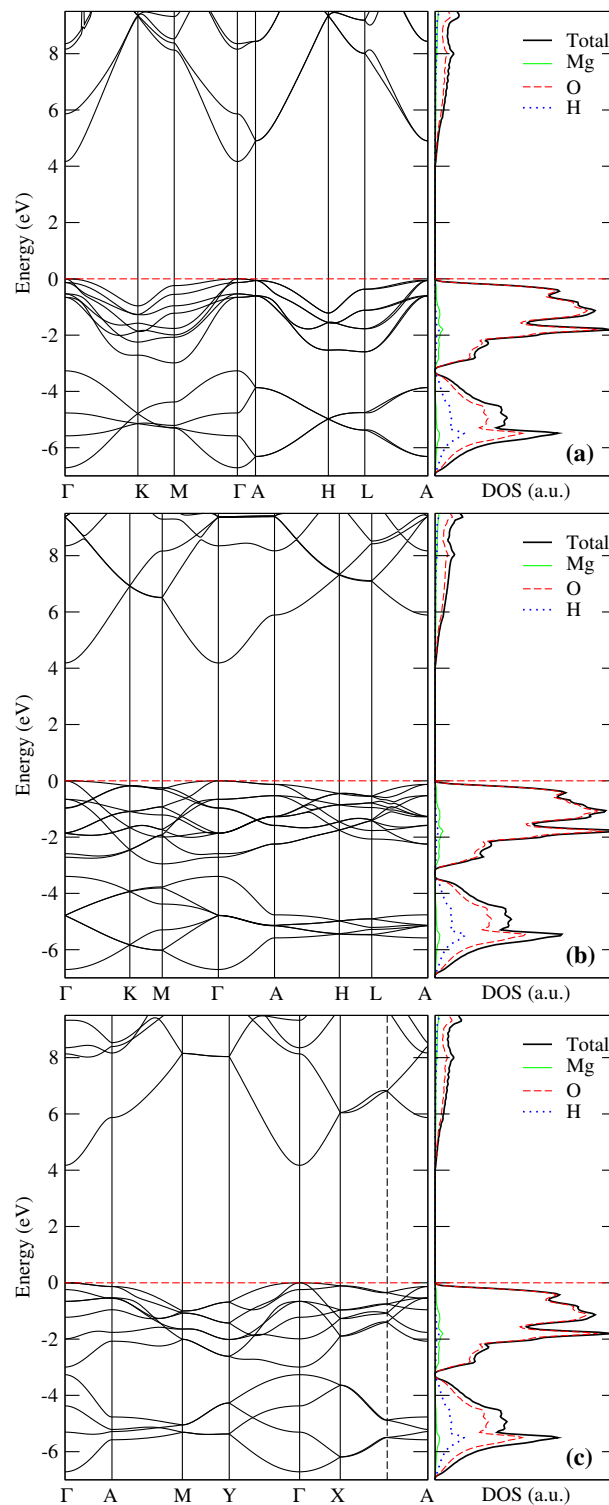 8
6
4
2
0
-2
-4
-6
Energy (eV)
Total
Mg
O
H
(a)
Γ K M Γ A H L A DOS (a.u.)
8
6
4
2
0
-2
-4
-6
Energy (eV)
Total
Mg
O
H
(b)
Γ K M Γ A H L A DOS (a.u.)
8
6
4
2
0
-2
-4
-6
Energy (eV)
Total
Mg
O
H
(c)
Γ A M Y Γ X A DOS (a.u.)